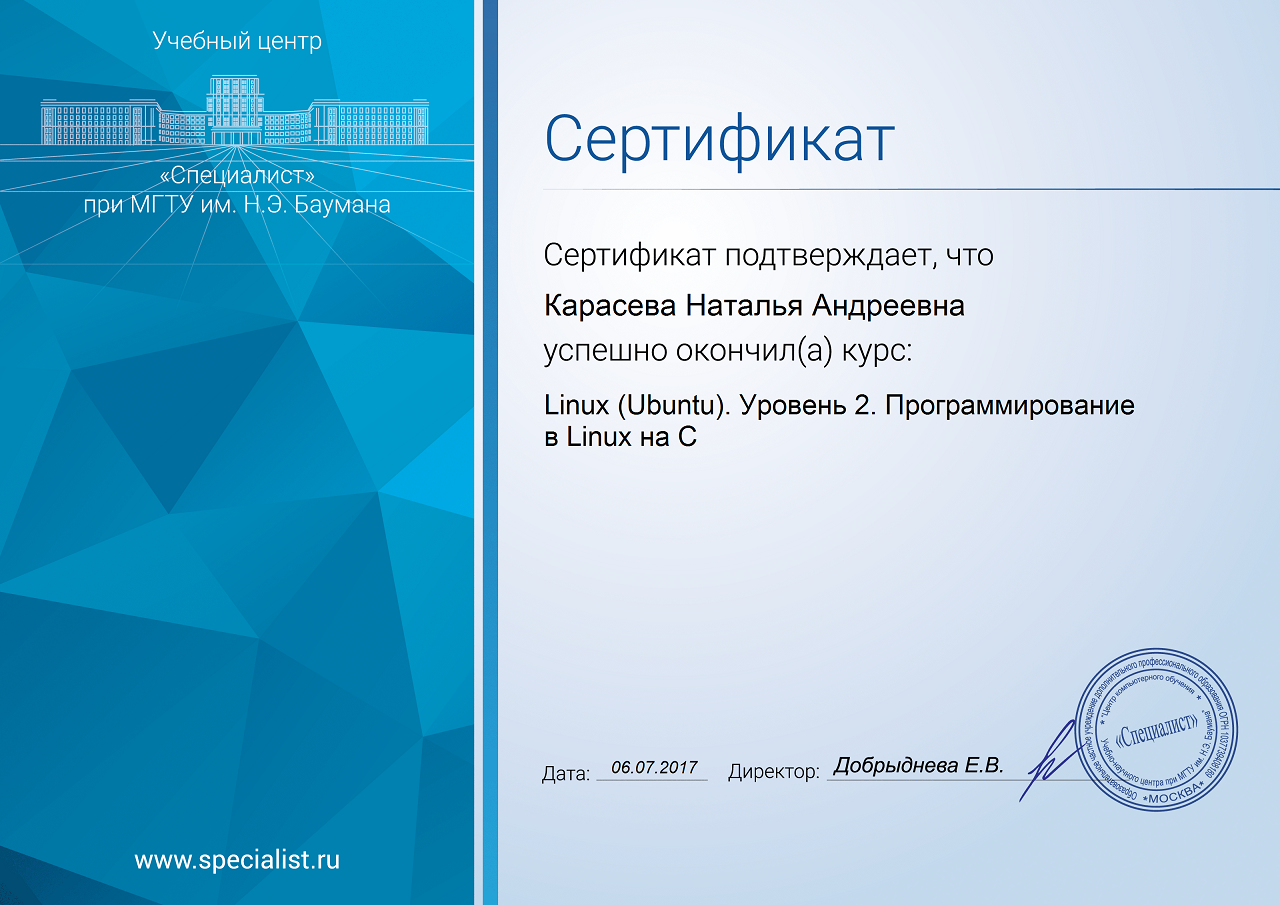 Учебный центр
«Специалист»
при МГТУ им. Н.Э. Баумана
www.specialist.ru
Сертификат
Сертификат подтверждает, что
Карасева Наталья Андреевна
успешно окончил(а) курс:
Linux (Ubuntu). Уровень 2. Программирование
в Linux на C
Дата: 06.07.2017 Директор: Добрыднева Е.В.
Образовательное частное учреждение дополнительного профессионального образования ОГРН 1037739408189
"Центр компьютерного обучения
«Специалист»
Учебно-научного центра при МГТУ им. Н.Э. Баумана"
*МОСКВА*